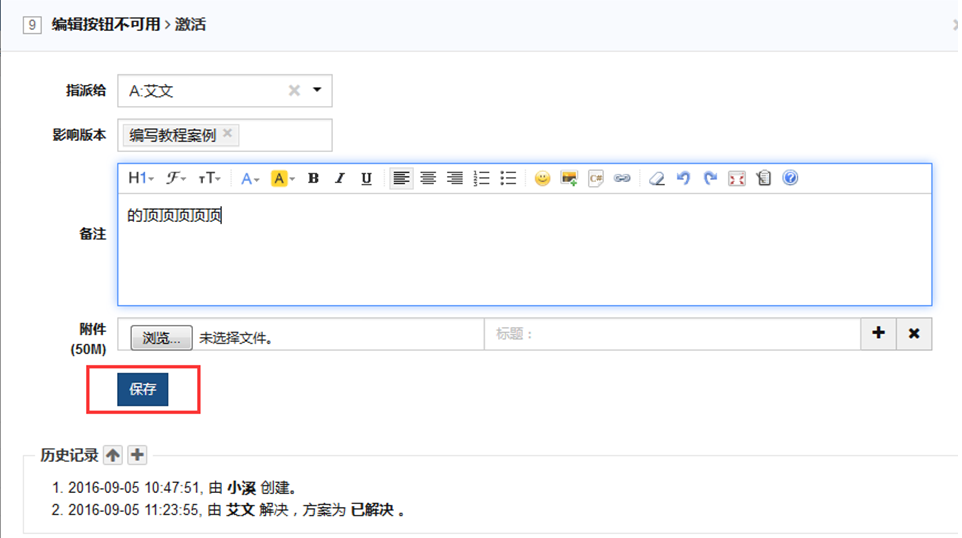 9 编辑按钮不可用 > 激活
指派给 A:艾文
影响版本 编写教程案例
H1 ℱ тT A A B I U C#
的顶顶顶顶顶
备注
附件
(50M) 浏览... 未选择文件。 标题：
保存
历史记录
1. 2016-09-05 10:47:51, 由 小溪 创建。
2. 2016-09-05 11:23:55, 由 艾文 解决，方案为 已解决 。